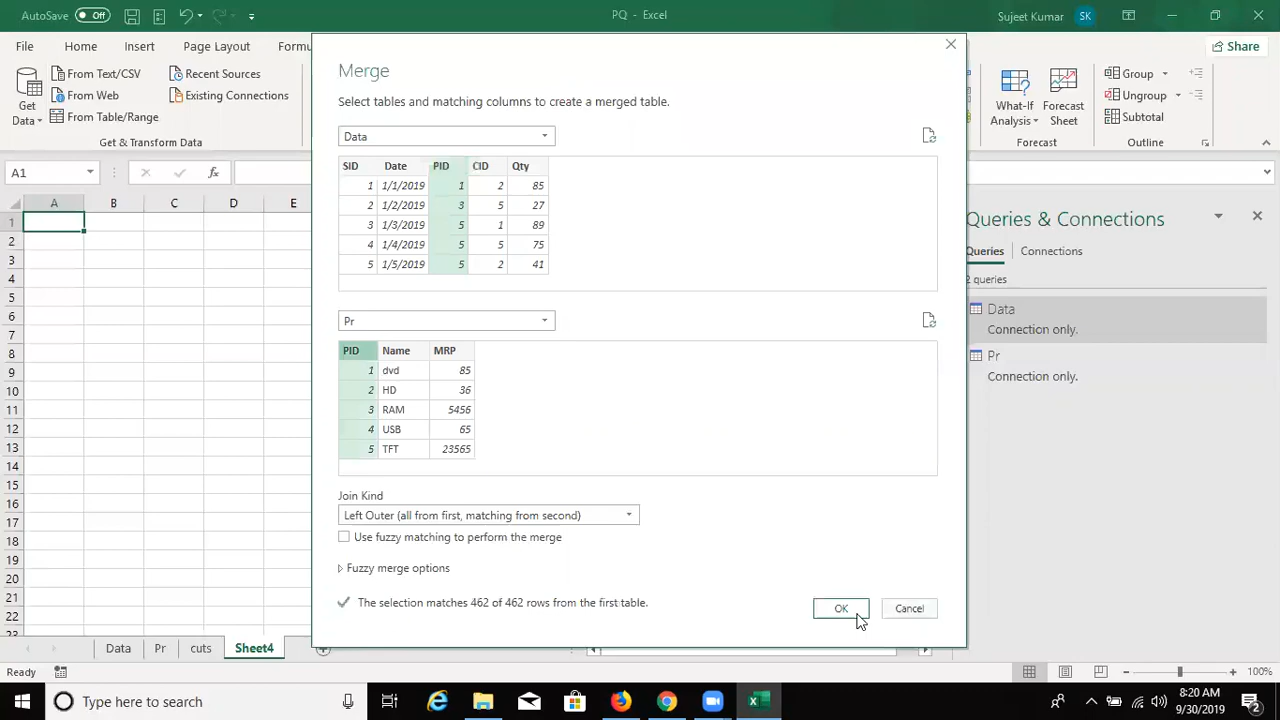 AutoSave Off
PQ - Excel
Sujeet Kumar SK
File Home Insert Page Layout Formu
Share
Get Data
From Text/CSV
From Web
From Table/Range
Recent Sources
Existing Connections
Get & Transform Data
What-If Analysis
Forecast Sheet
Forecast
Group
Ungroup
Subtotal
Outline
A1
fx
A B C D E
1
2
3
4
5
6
7
8
9
10
11
12
13
14
15
16
17
18
19
20
21
22
23
Merge
Select tables and matching columns to create a merged table.
Data
SID Date PID CID Qty
1 1/1/2019 1 2 85
2 1/2/2019 3 5 27
3 1/3/2019 5 1 89
4 1/4/2019 5 5 75
5 1/5/2019 5 2 41
Pr
PID Name MRP
1 dvd 85
2 HD 36
3 RAM 5456
4 USB 65
5 TFT 23565
Join Kind
Left Outer (all from first, matching from second)
Use fuzzy matching to perform the merge
Fuzzy merge options
The selection matches 462 of 462 rows from the first table.
OK Cancel
Queries & Connections
Queries Connections
2 queries
Data
Connection only.
Pr
Connection only.
Data Pr cuts Sheet4
Ready
100%
Type here to search
8:20 AM
9/30/2019
2